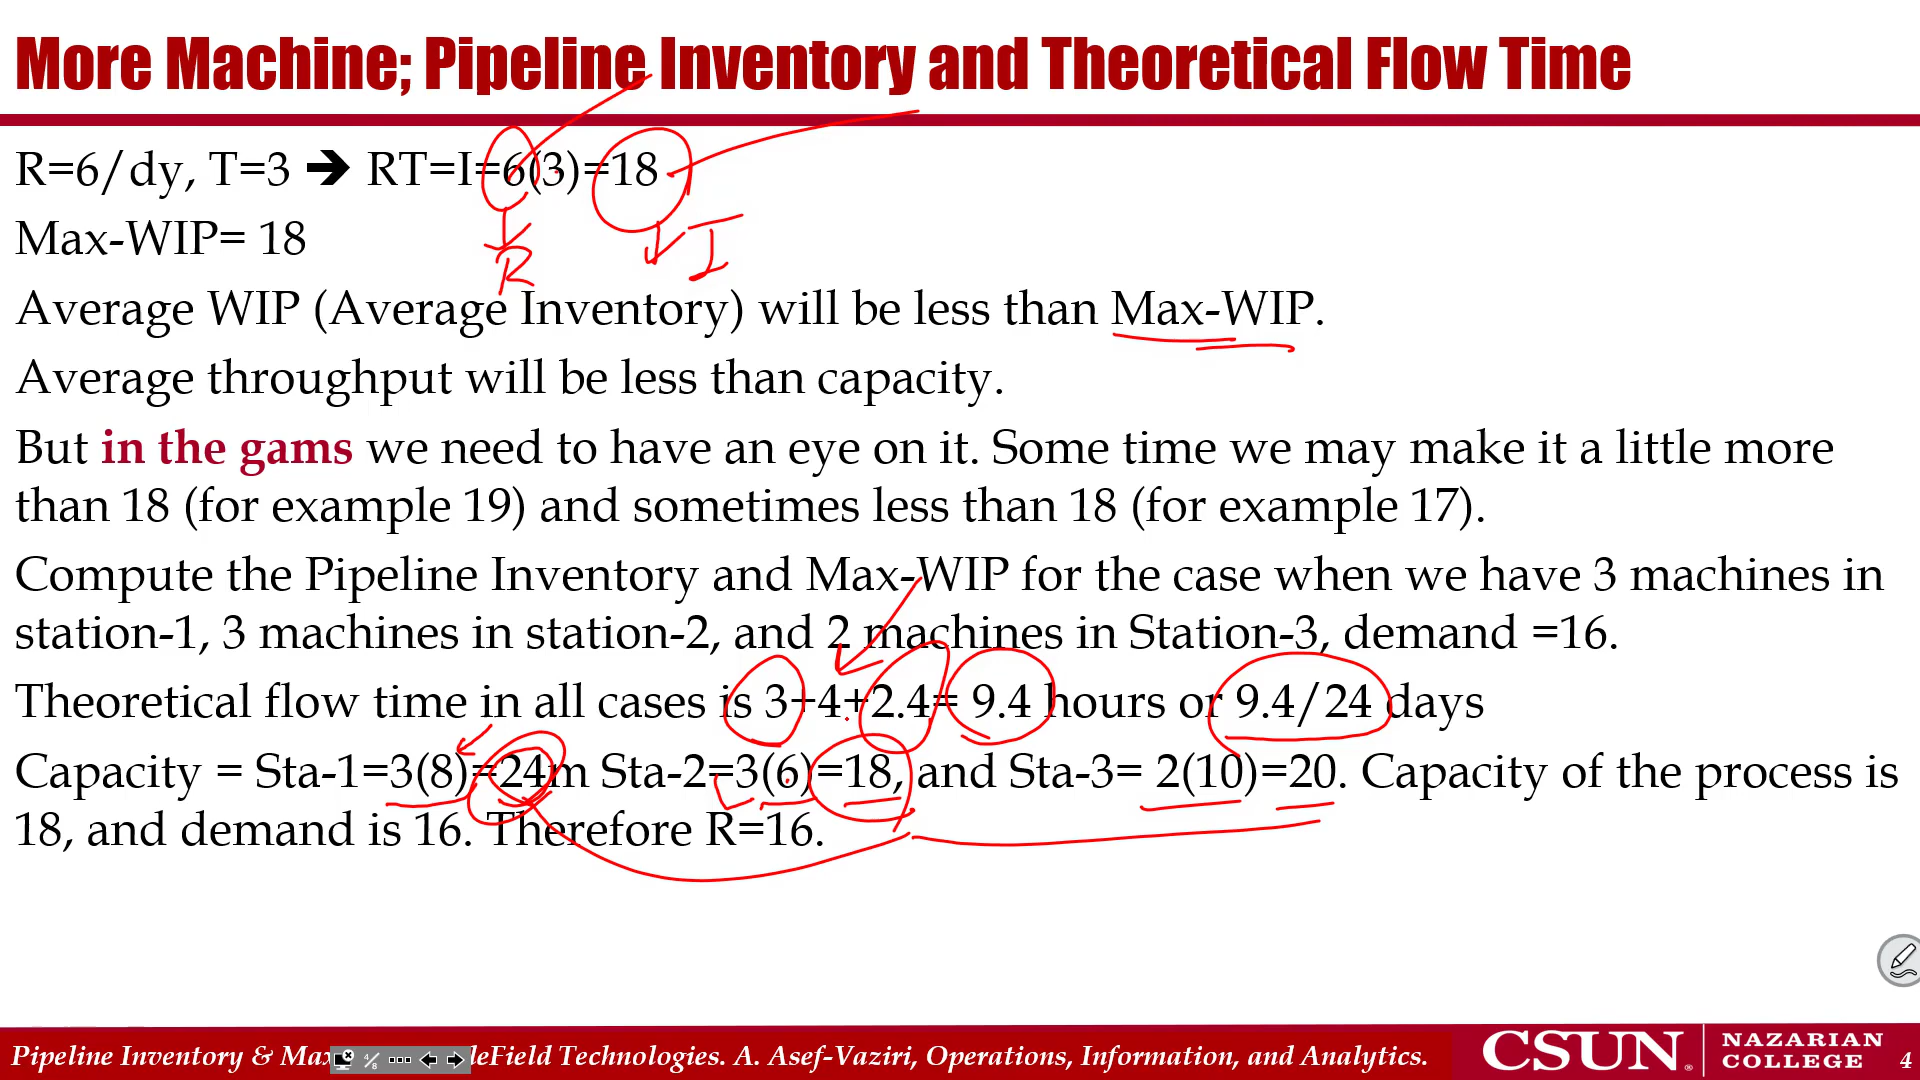 More Machine; Pipeline Inventory and Theoretical Flow Time
R=6/dy, T=3 ➔ RT=I=6(3)=18
Max-WIP= 18
R
I
Average WIP (Average Inventory) will be less than Max-WIP.
Average throughput will be less than capacity.
But in the gams we need to have an eye on it. Some time we may make it a little more
than 18 (for example 19) and sometimes less than 18 (for example 17).
Compute the Pipeline Inventory and Max-WIP for the case when we have 3 machines in
station-1, 3 machines in station-2, and 2 machines in Station-3, demand =16.
Theoretical flow time in all cases is 3+4+2.4= 9.4 hours or 9.4/24 days
Capacity = Sta-1=3(8)=24m Sta-2=3(6)=18, and Sta-3= 2(10)=20. Capacity of the process is
18, and demand is 16. Therefore R=16.
Pipeline Inventory & Max leField Technologies. A. Asef-Vaziri, Operations, Information, and Analytics.
4/8
CSUN
NAZARIAN
COLLEGE
4